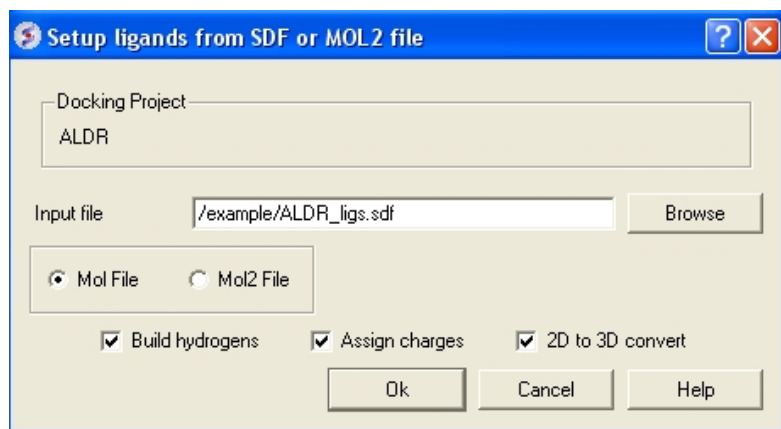 Setup ligands from SDF or MOL2 file
Docking Project
ALDR
Input file /example/ALDR_ligs.sdf Browse
Mol File Mol2 File
Build hydrogens Assign charges 2D to 3D convert
Ok Cancel Help